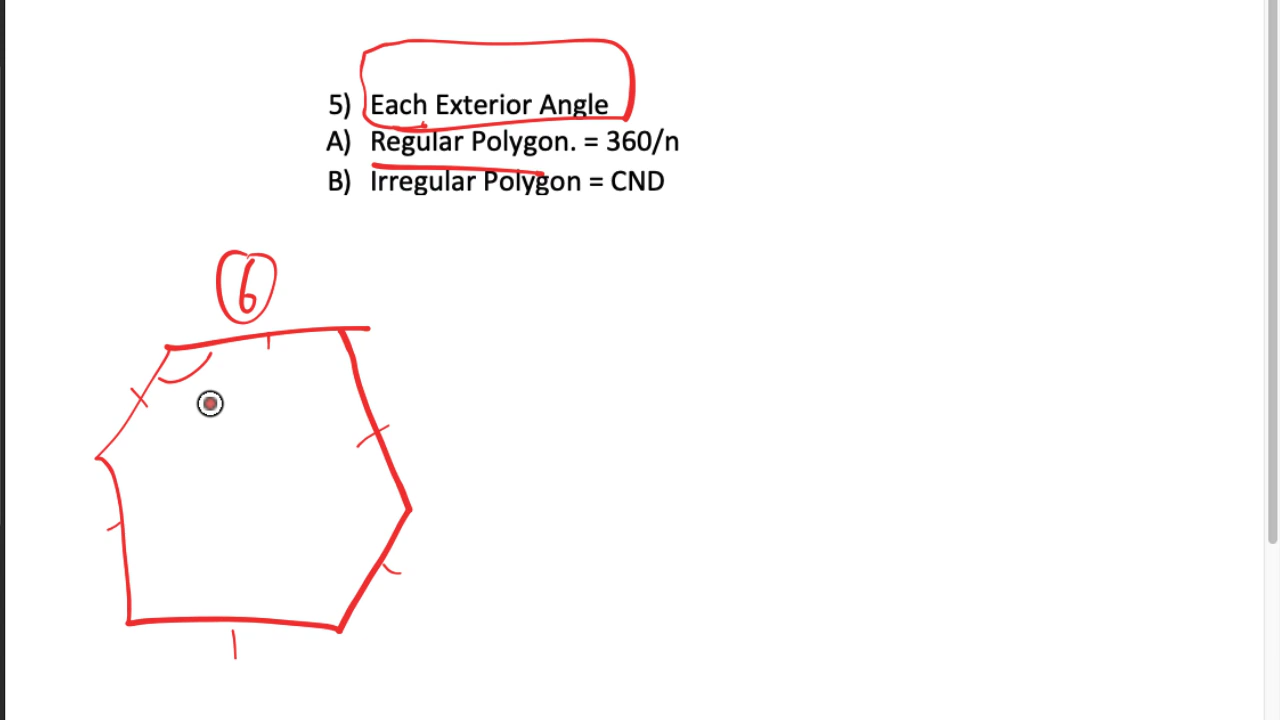 5) Each Exterior Angle
A) Regular Polygon. = 360/n
B) Irregular Polygon = CND
6